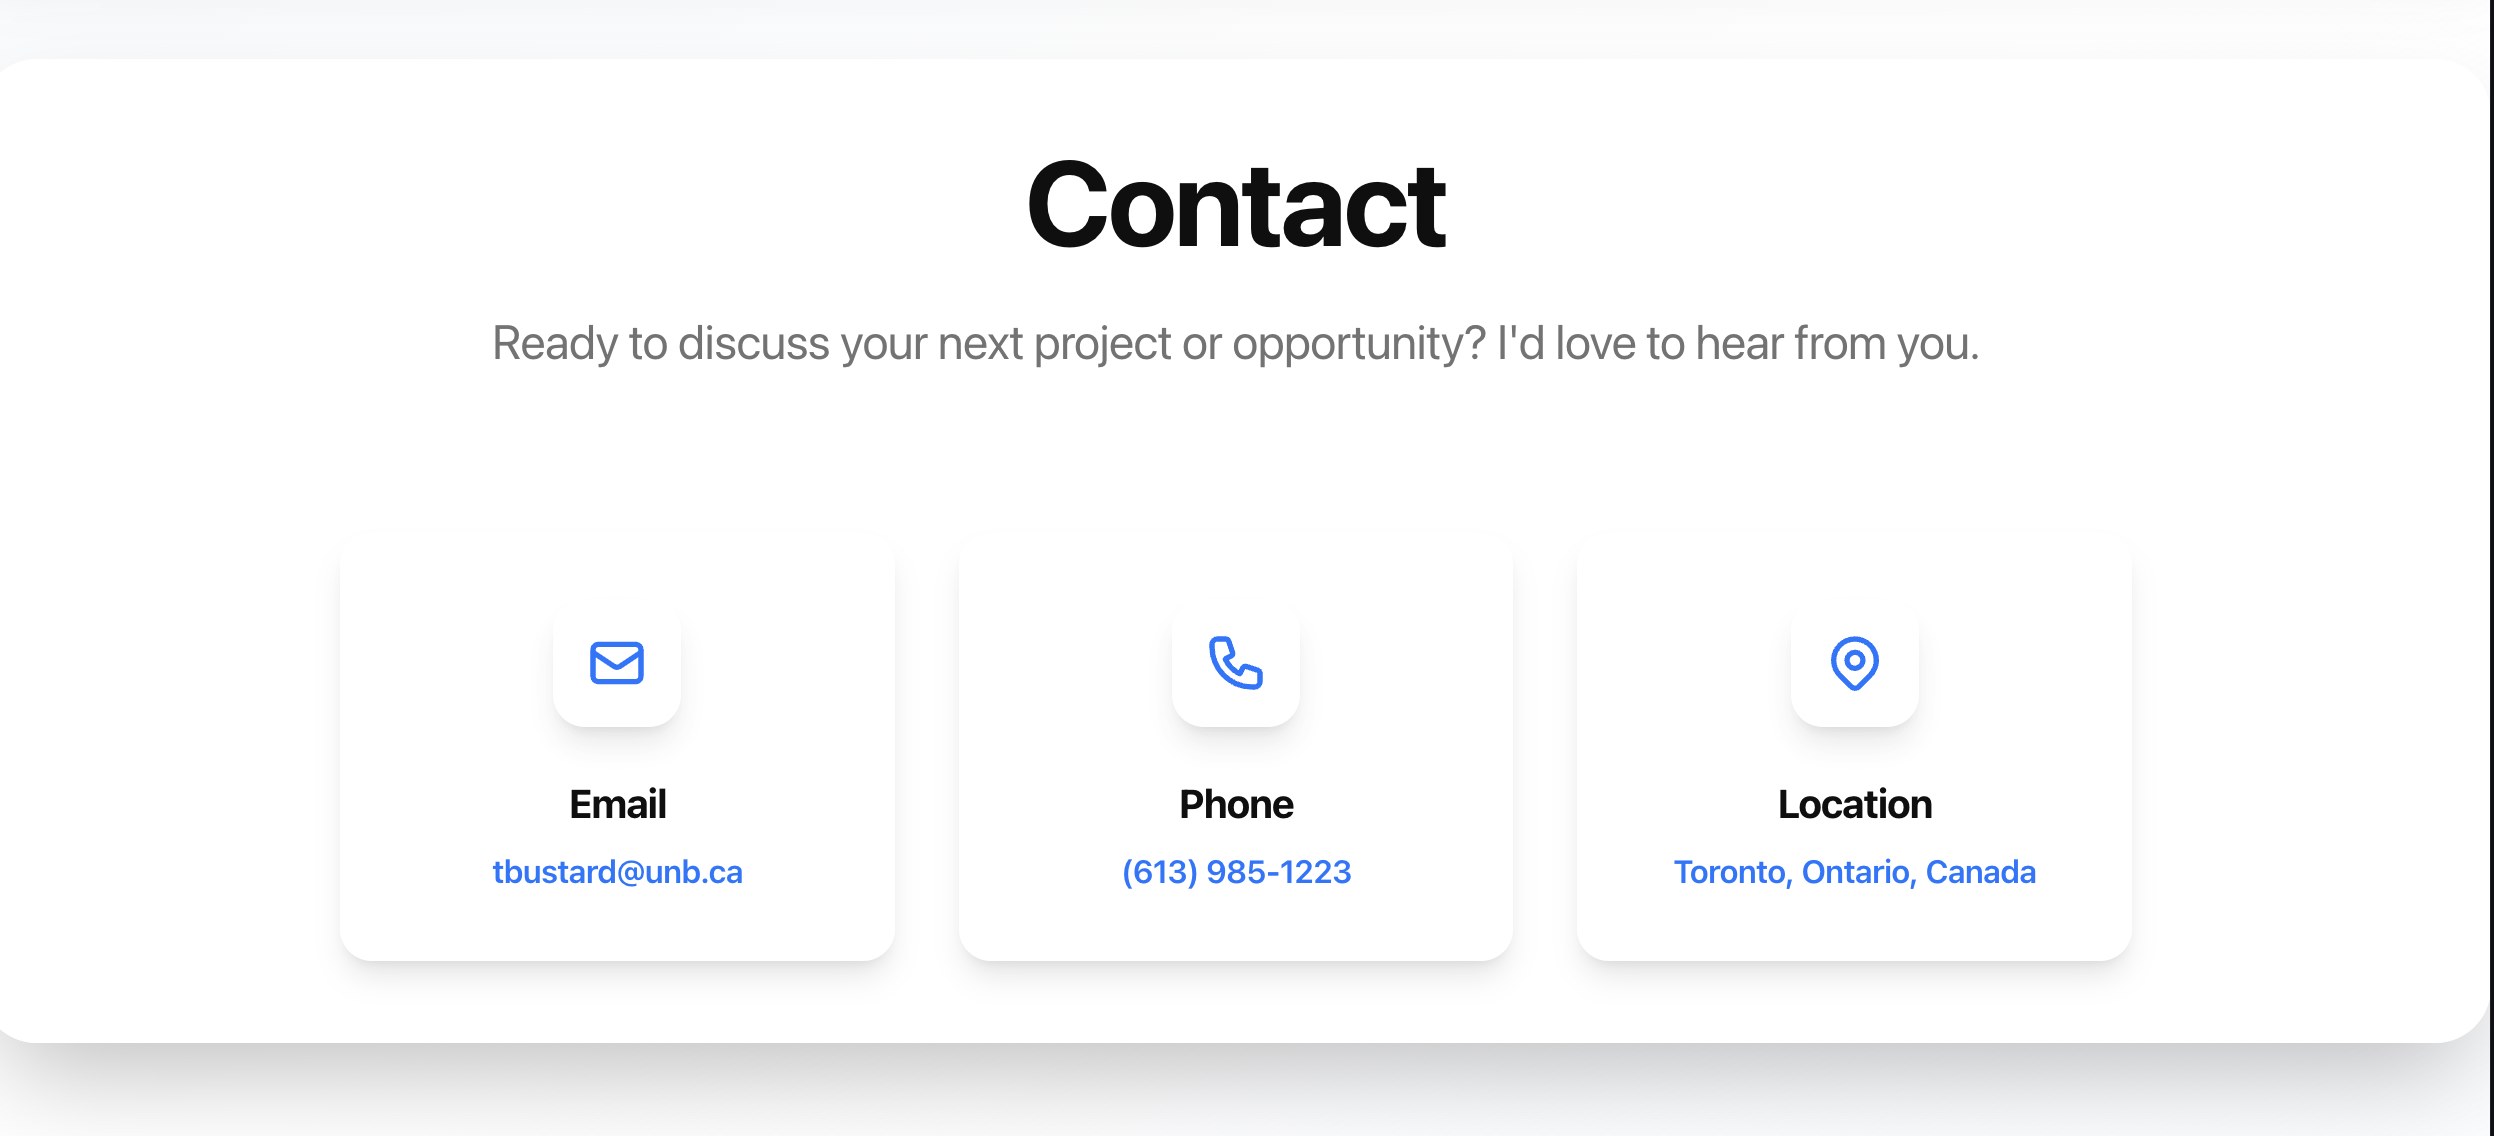 Contact
Ready to discuss your next project or opportunity? I'd love to hear from you.
Email
tbustard@unb.ca
Phone
(613) 985-1223
Location
Toronto, Ontario, Canada